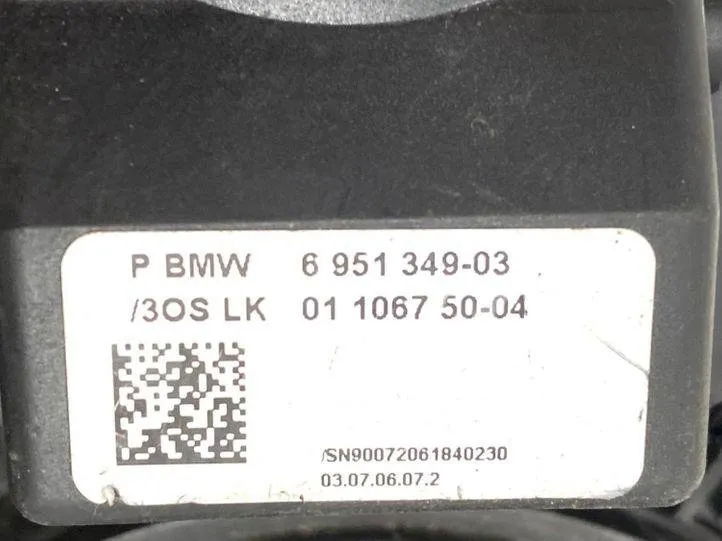 P BMW 6 951 349-03
/3OS LK 01 1067 50-04
/SN90072061840230
03.07.06.07.2